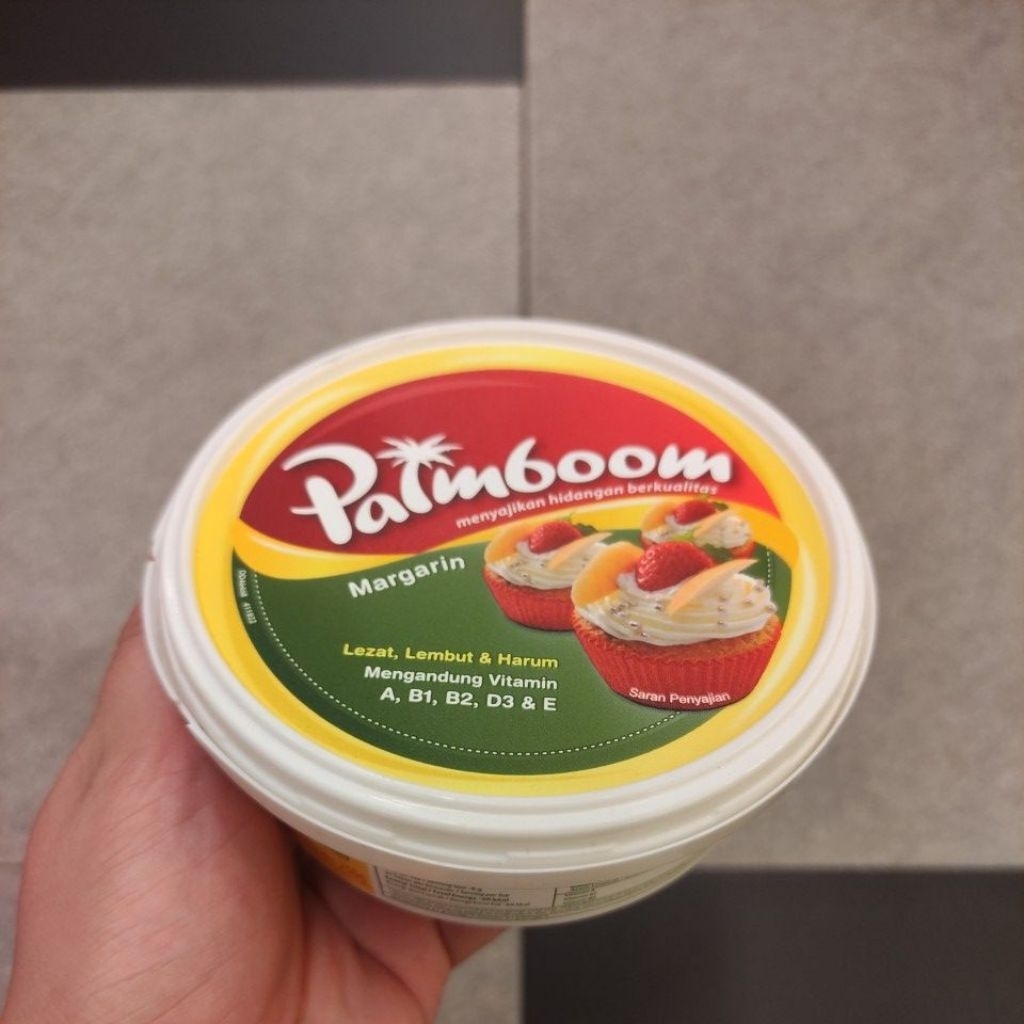 Palmboom
menyajikan hidangan berkualitas
Margarin
Lezat, Lembut & Harum
Mengandung Vitamin
A, B1, B2, D3 & E
Saran Penyajian